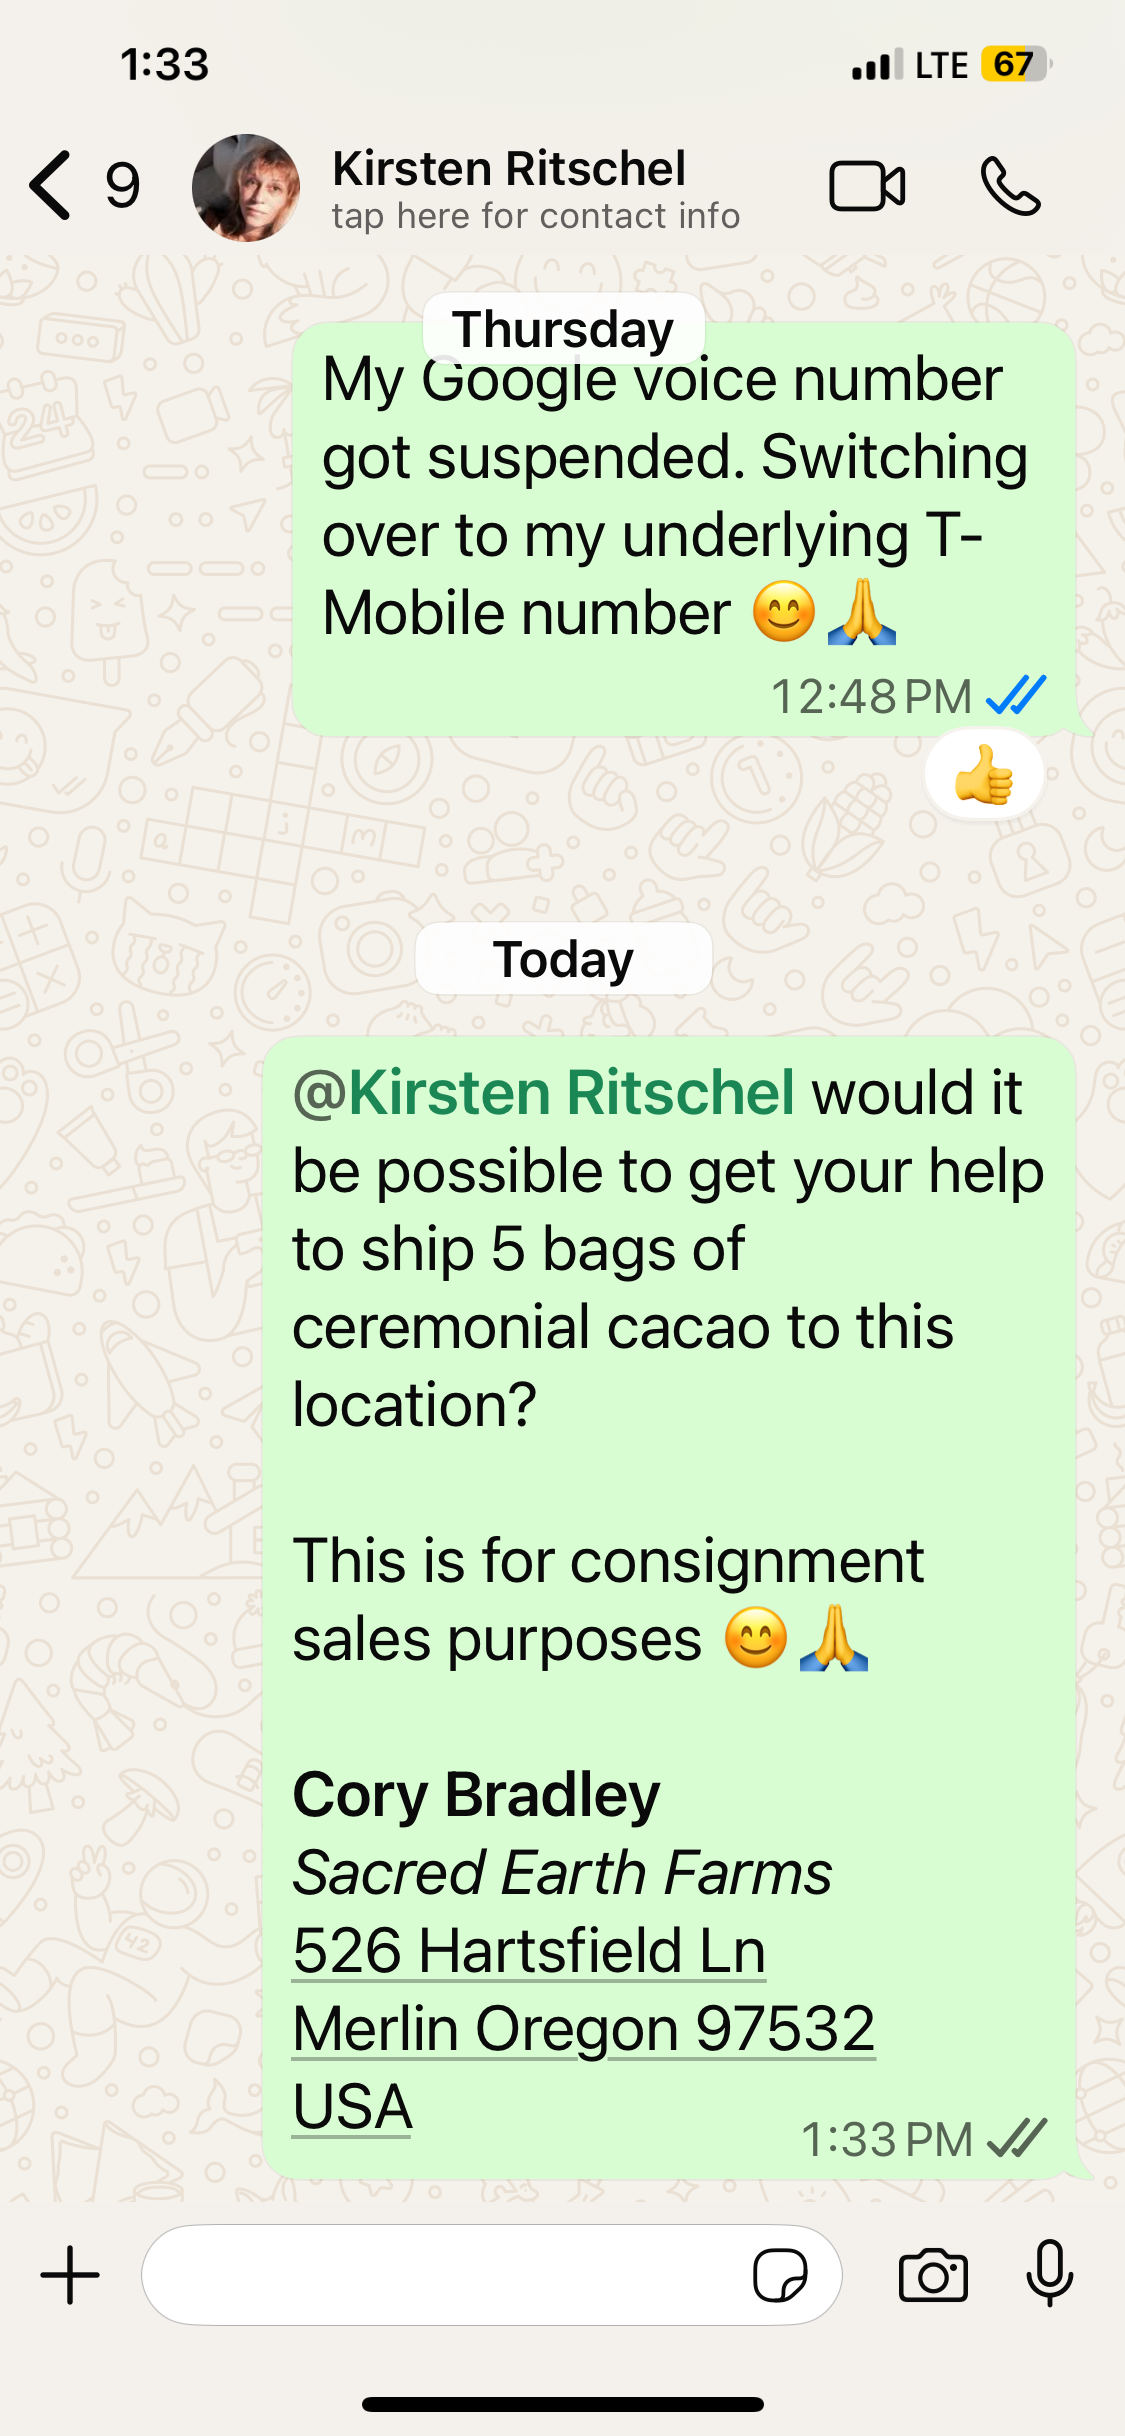 1:33
LTE 67
9
Kirsten Ritschel
tap here for contact info
Thursday
My Google voice number
got suspended. Switching
over to my underlying T-
Mobile number 😊🙏
12:48 PM
👍
Today
@Kirsten Ritschel would it
be possible to get your help
to ship 5 bags of
ceremonial cacao to this
location?
This is for consignment
sales purposes 😊🙏
Cory Bradley
Sacred Earth Farms
526 Hartsfield Ln
Merlin Oregon 97532
USA
1:33 PM